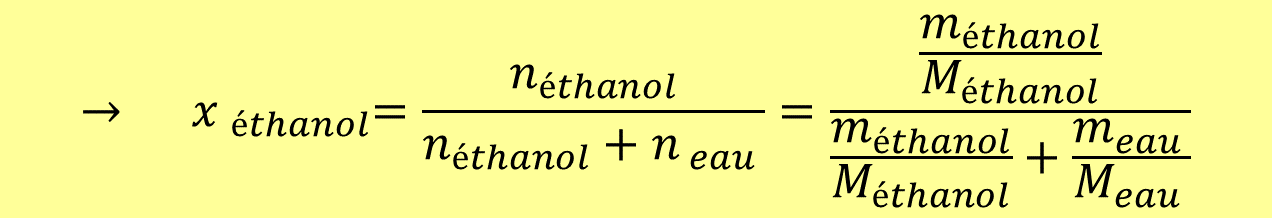 → x éthanol = n éthanol / (n éthanol + n eau) = (m éthanol / M éthanol) / (m éthanol / M éthanol + m eau / M eau)